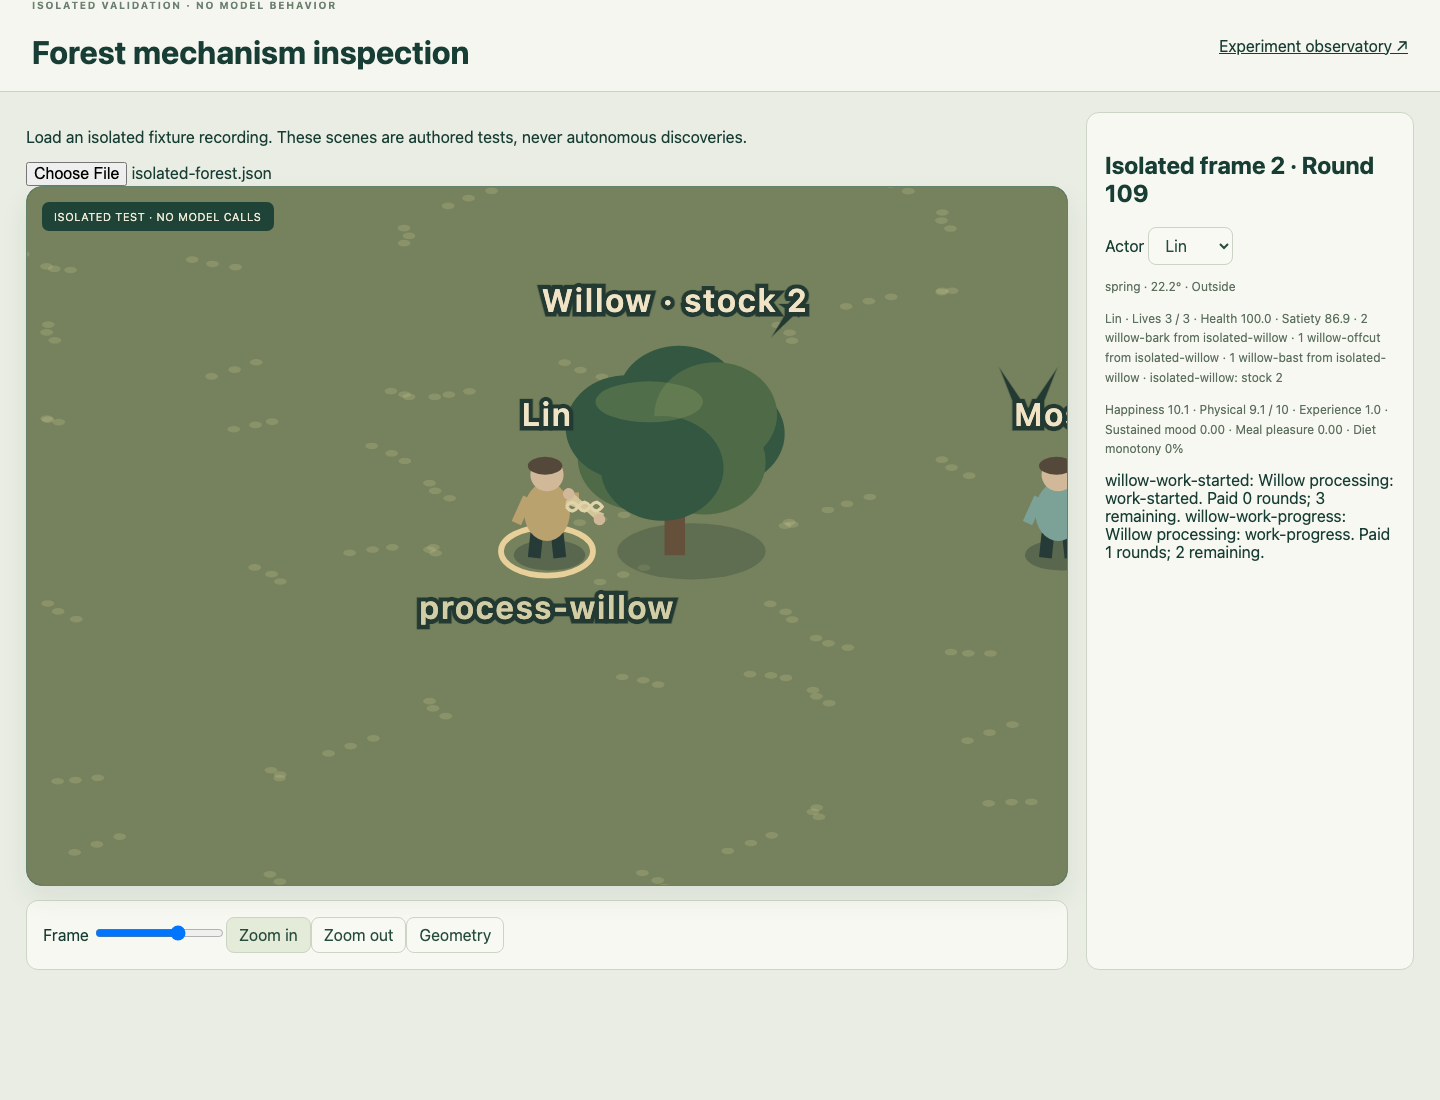 ISOLATED VALIDATION · NO MODEL BEHAVIOR
Forest mechanism inspection
Experiment observatory ↗
Load an isolated fixture recording. These scenes are authored tests, never autonomous discoveries.
Choose File isolated-forest.json
ISOLATED TEST · NO MODEL CALLS
Willow · stock 2
Lin
Mos
process-willow
Frame
Zoom in
Zoom out
Geometry
Isolated frame 2 · Round
109
Actor Lin
spring · 22.2° · Outside
Lin · Lives 3 / 3 · Health 100.0 · Satiety 86.9 · 2
willow-bark from isolated-willow · 1 willow-offcut
from isolated-willow · 1 willow-bast from isolated-
willow · isolated-willow: stock 2
Happiness 10.1 · Physical 9.1 / 10 · Experience 1.0 ·
Sustained mood 0.00 · Meal pleasure 0.00 · Diet
monotony 0%
willow-work-started: Willow processing:
work-started. Paid 0 rounds; 3
remaining. willow-work-progress:
Willow processing: work-progress. Paid
1 rounds; 2 remaining.